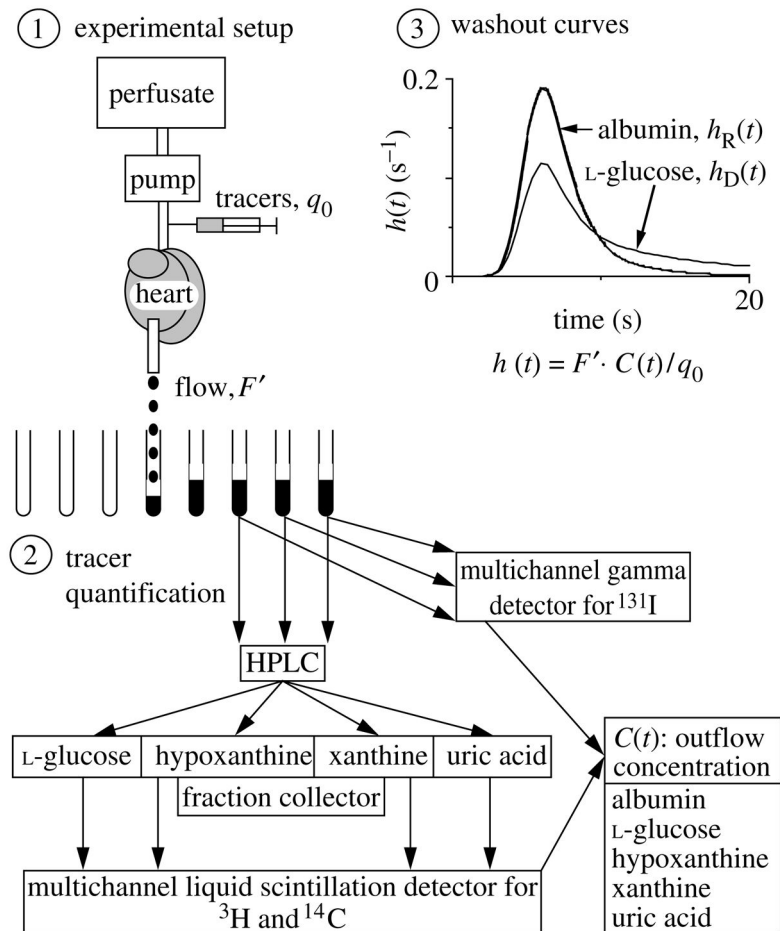 1 experimental setup
perfusate
pump
tracers, q0
heart
flow, F′
3 washout curves
0.2
h(t) (s−1)
albumin, hR(t)
L-glucose, hD(t)
0
20
time (s)
h (t) = F′· C(t)/q0
2 tracer
quantification
multichannel gamma
detector for 131I
HPLC
L-glucose hypoxanthine xanthine uric acid
fraction collector
multichannel liquid scintillation detector for
3H and 14C
C(t): outflow
concentration
albumin
L-glucose
hypoxanthine
xanthine
uric acid